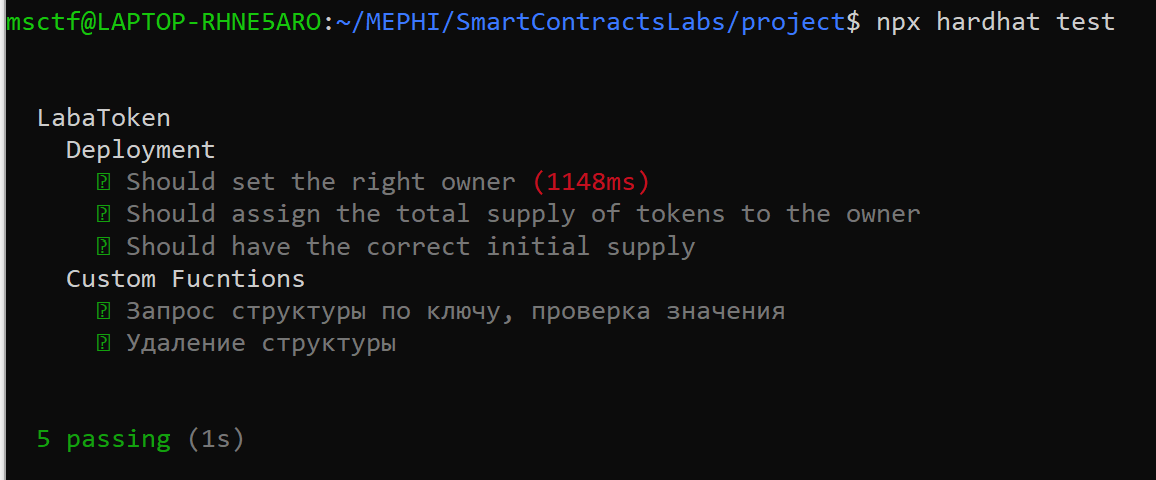 msctf@LAPTOP-RHNE5ARO:~/MEPHI/SmartContractsLabs/project$ npx hardhat test
LabaToken
Deployment
Should set the right owner (1148ms)
Should assign the total supply of tokens to the owner
Should have the correct initial supply
Custom Fucntions
Запрос структуры по ключу, проверка значения
Удаление структуры
5 passing (1s)